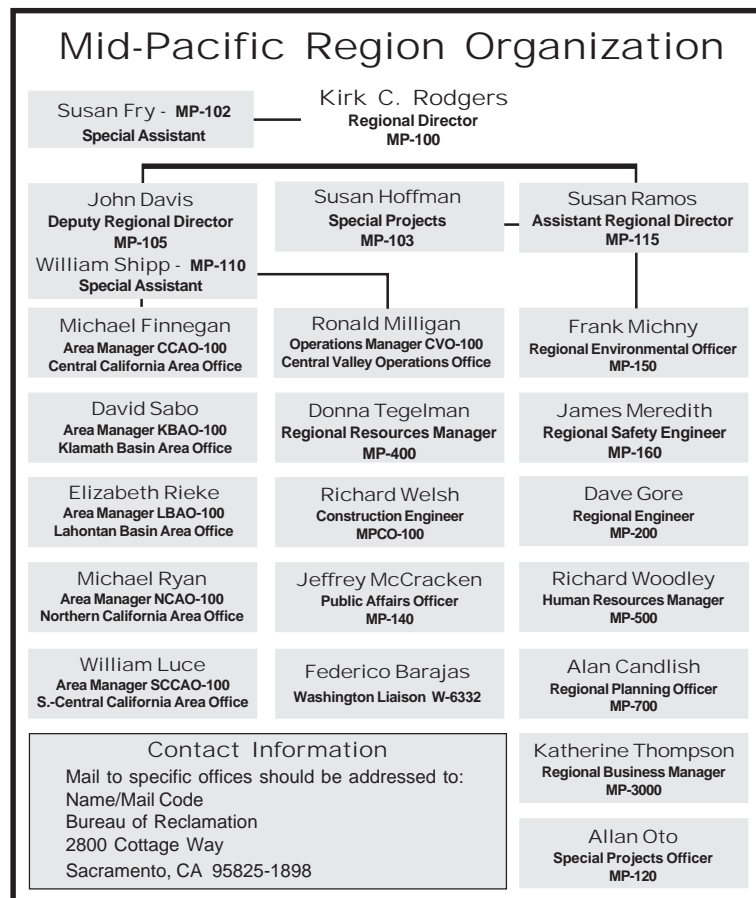 Mid-Pacific Region Organization
Susan Fry - MP-102
Special Assistant
Kirk C. Rodgers
Regional Director
MP-100
John Davis
Deputy Regional Director
MP-105
William Shipp - MP-110
Special Assistant
Susan Hoffman
Special Projects
MP-103
Susan Ramos
Assistant Regional Director
MP-115
Michael Finnegan
Area Manager CCAO-100
Central California Area Office
Ronald Milligan
Operations Manager CVO-100
Central Valley Operations Office
Frank Michny
Regional Environmental Officer
MP-150
David Sabo
Area Manager KBAO-100
Klamath Basin Area Office
Donna Tegelman
Regional Resources Manager
MP-400
James Meredith
Regional Safety Engineer
MP-160
Elizabeth Rieke
Area Manager LBAO-100
Lahontan Basin Area Office
Richard Welsh
Construction Engineer
MPCO-100
Dave Gore
Regional Engineer
MP-200
Michael Ryan
Area Manager NCAO-100
Northern California Area Office
Jeffrey McCracken
Public Affairs Officer
MP-140
Richard Woodley
Human Resources Manager
MP-500
William Luce
Area Manager SCCAO-100
S.-Central California Area Office
Federico Barajas
Washington Liaison W-6332
Alan Candlish
Regional Planning Officer
MP-700
Contact Information
Mail to specific offices should be addressed to:
Name/Mail Code
Bureau of Reclamation
2800 Cottage Way
Sacramento, CA 95825-1898
Katherine Thompson
Regional Business Manager
MP-3000
Allan Oto
Special Projects Officer
MP-120